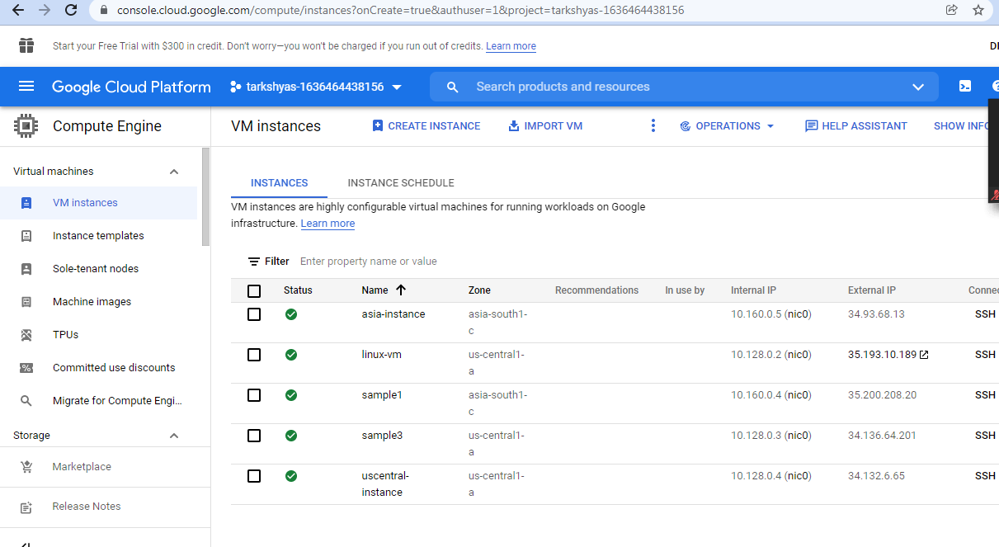 console.cloud.google.com/compute/instances?onCreate=true&authuser=1&project=tarkshyas-1636464438156
Start your Free Trial with $300 in credit. Don't worry—you won't be charged if you run out of credits. Learn more
Google Cloud Platform tarkshyas-1636464438156 Search products and resources
Compute Engine VM instances CREATE INSTANCE IMPORT VM OPERATIONS HELP ASSISTANT SHOW INFO
Virtual machines
VM instances
Instance templates
Sole-tenant nodes
Machine images
TPUs
Committed use discounts
Migrate for Compute Engi...
Storage
Marketplace
Release Notes
INSTANCES INSTANCE SCHEDULE
VM instances are highly configurable virtual machines for running workloads on Google
infrastructure. Learn more
Filter Enter property name or value
Status Name Zone Recommendations In use by Internal IP External IP Connec
asia-instance asia-south1- 10.160.0.5 (nic0) 34.93.68.13 SSH
c
linux-vm us-central1- 10.128.0.2 (nic0) 35.193.10.189 SSH
a
sample1 asia-south1- 10.160.0.4 (nic0) 35.200.208.20 SSH
c
sample3 us-central1- 10.128.0.3 (nic0) 34.136.64.201 SSH
a
uscentral- us-central1- 10.128.0.4 (nic0) 34.132.6.65 SSH
instance a